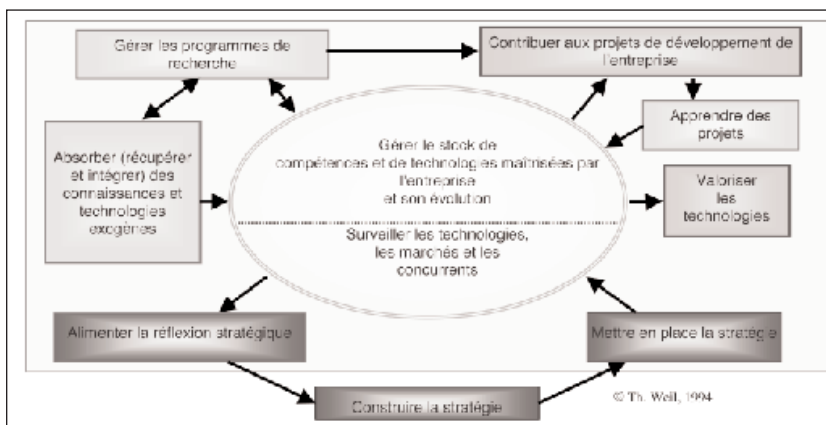 Gérer les programmes de
recherche
Contribuer aux projets de développement de
l'entreprise
Apprendre des
projets
Absorber (récupérer
et intégrer) des
connaissances et
technologies
exogènes
Gérer le stock de
compétences et de technologies maîtrisées par
l'entreprise
et son évolution
Surveiller les technologies,
les marchés et les
concurrents
Valoriser
les
technologies
Alimenter la réflexion stratégique
Mettre en place la stratégie
Construire la stratégie
© Th. Weil, 1994